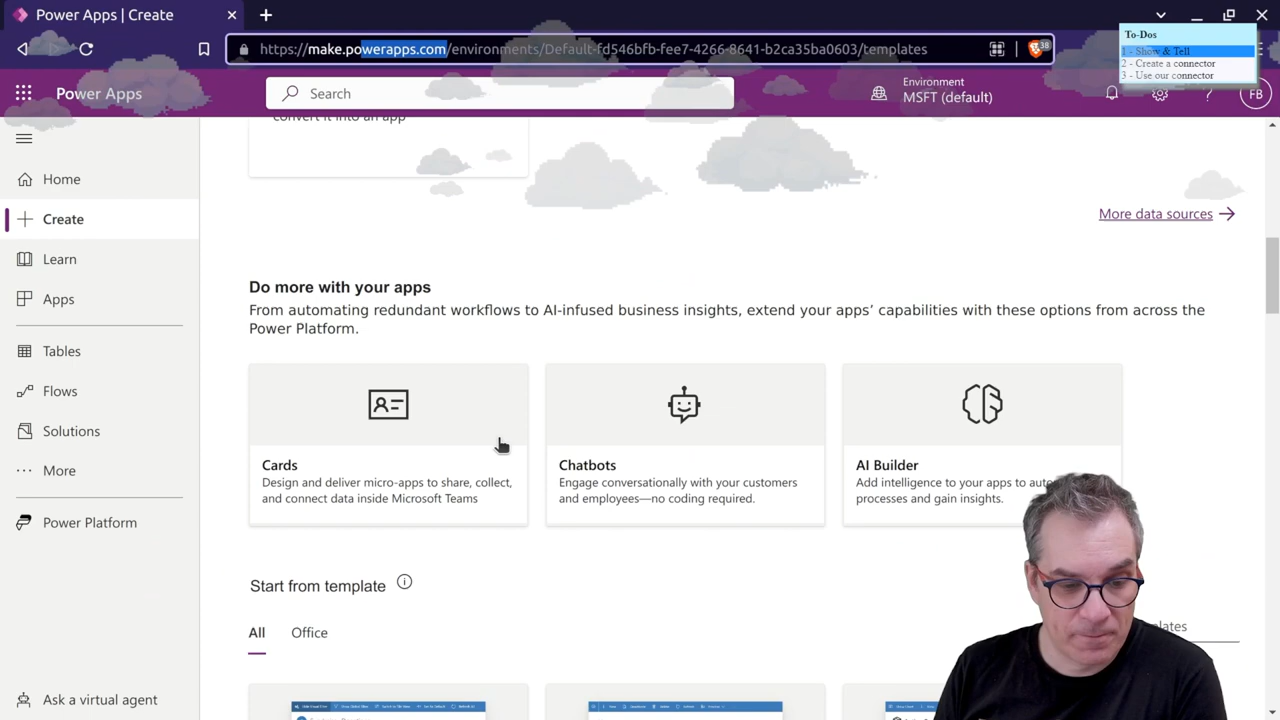 Power Apps | Create
To-Dos
1 - Show & Tell
2 - Create a connector
3 - Use our connector
https://make.powerapps.com/environments/Default-fd546bfb-fee7-4266-8641-b2ca35ba0603/templates
38
Power Apps
Search
Environment
MSFT (default)
FB
convert it into an app
Home
Create
Learn
Apps
Tables
Flows
Solutions
More
Power Platform
Ask a virtual agent
More data sources
Do more with your apps
From automating redundant workflows to AI-infused business insights, extend your apps’ capabilities with these options from across the
Power Platform.
Cards
Design and deliver micro-apps to share, collect,
and connect data inside Microsoft Teams
Chatbots
Engage conversationally with your customers
and employees—no coding required.
AI Builder
Add intelligence to your apps to
processes and gain insights.
Start from template
All
Office